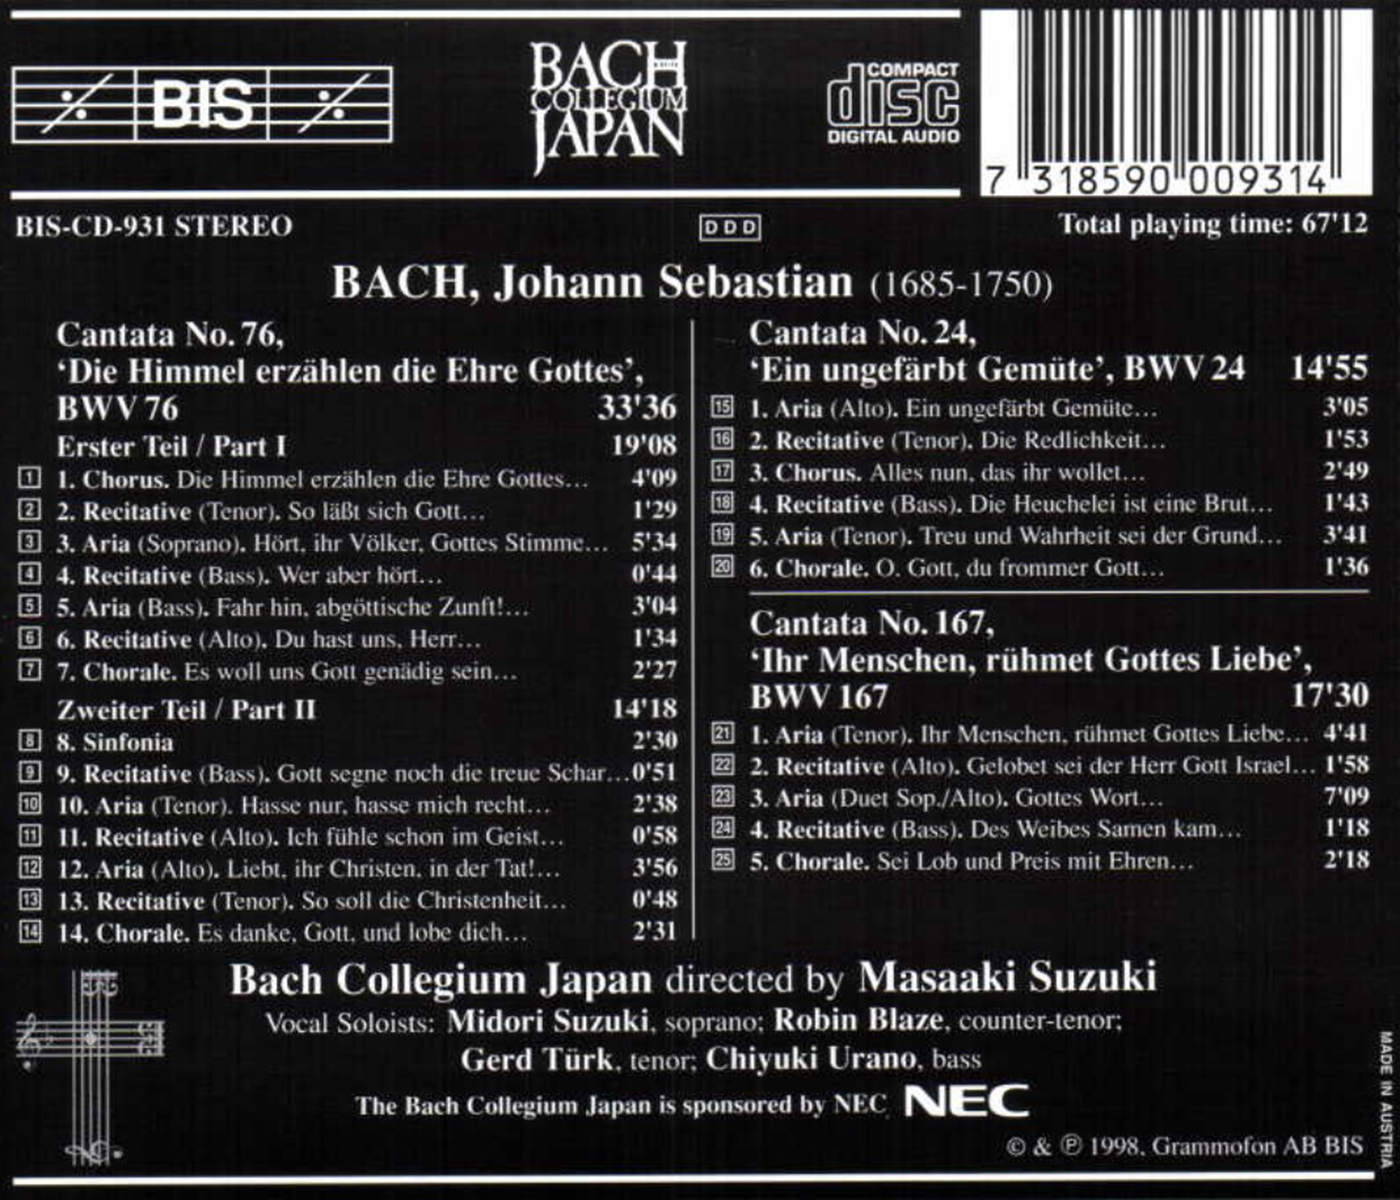 BIS
BACH
COLLEGIUM
JAPAN
COMPACT
disc
DIGITAL AUDIO
7 318590 009314
BIS-CD-931 STEREO
DDD
Total playing time: 67'12
BACH, Johann Sebastian (1685-1750)
Cantata No. 76,
‘Die Himmel erzählen die Ehre Gottes’,
BWV 76 33'36
Erster Teil / Part I 19'08
1 1. Chorus. Die Himmel erzählen die Ehre Gottes… 4'09
2 2. Recitative (Tenor). So läßt sich Gott… 1'29
3 3. Aria (Soprano). Hört, ihr Völker, Gottes Stimme… 5'34
4 4. Recitative (Bass). Wer aber hört… 0'44
5 5. Aria (Bass). Fahr hin, abgöttische Zunft!… 3'04
6 6. Recitative (Alto). Du hast uns, Herr… 1'34
7 7. Chorale. Es woll uns Gott genädig sein… 2'27
Zweiter Teil / Part II 14'18
8 8. Sinfonia 2'30
9 9. Recitative (Bass). Gott segne noch die treue Schar… 0'51
10 10. Aria (Tenor). Hasse nur, hasse mich recht… 2'38
11 11. Recitative (Alto). Ich fühle schon im Geist… 0'58
12 12. Aria (Alto). Liebt, ihr Christen, in der Tat!… 3'56
13 13. Recitative (Tenor). So soll die Christenheit… 0'48
14 14. Chorale. Es danke, Gott, und lobe dich… 2'31
Cantata No. 24,
‘Ein ungefärbt Gemüte’, BWV 24 14'55
15 1. Aria (Alto). Ein ungefärbt Gemüte… 3'05
16 2. Recitative (Tenor). Die Redlichkeit… 1'53
17 3. Chorus. Alles nun, das ihr wollet… 2'49
18 4. Recitative (Bass). Die Heuchelei ist eine Brut… 1'43
19 5. Aria (Tenor). Treu und Wahrheit sei der Grund… 3'41
20 6. Chorale. O. Gott, du frommer Gott… 1'36
Cantata No. 167,
‘Ihr Menschen, rühmet Gottes Liebe’,
BWV 167 17'30
21 1. Aria (Tenor). Ihr Menschen, rühmet Gottes Liebe… 4'41
22 2. Recitative (Alto). Gelobet sei der Herr Gott Israel… 1'58
23 3. Aria (Duet Sop./Alto). Gottes Wort… 7'09
24 4. Recitative (Bass). Des Weibes Samen kam… 1'18
25 5. Chorale. Sei Lob und Preis mit Ehren… 2'18
Bach Collegium Japan directed by Masaaki Suzuki
Vocal Soloists: Midori Suzuki, soprano; Robin Blaze, counter-tenor;
Gerd Türk, tenor; Chiyuki Urano, bass
The Bach Collegium Japan is sponsored by NEC NEC
© & ℗ 1998, Grammofon AB BIS
MADE IN AUSTRIA